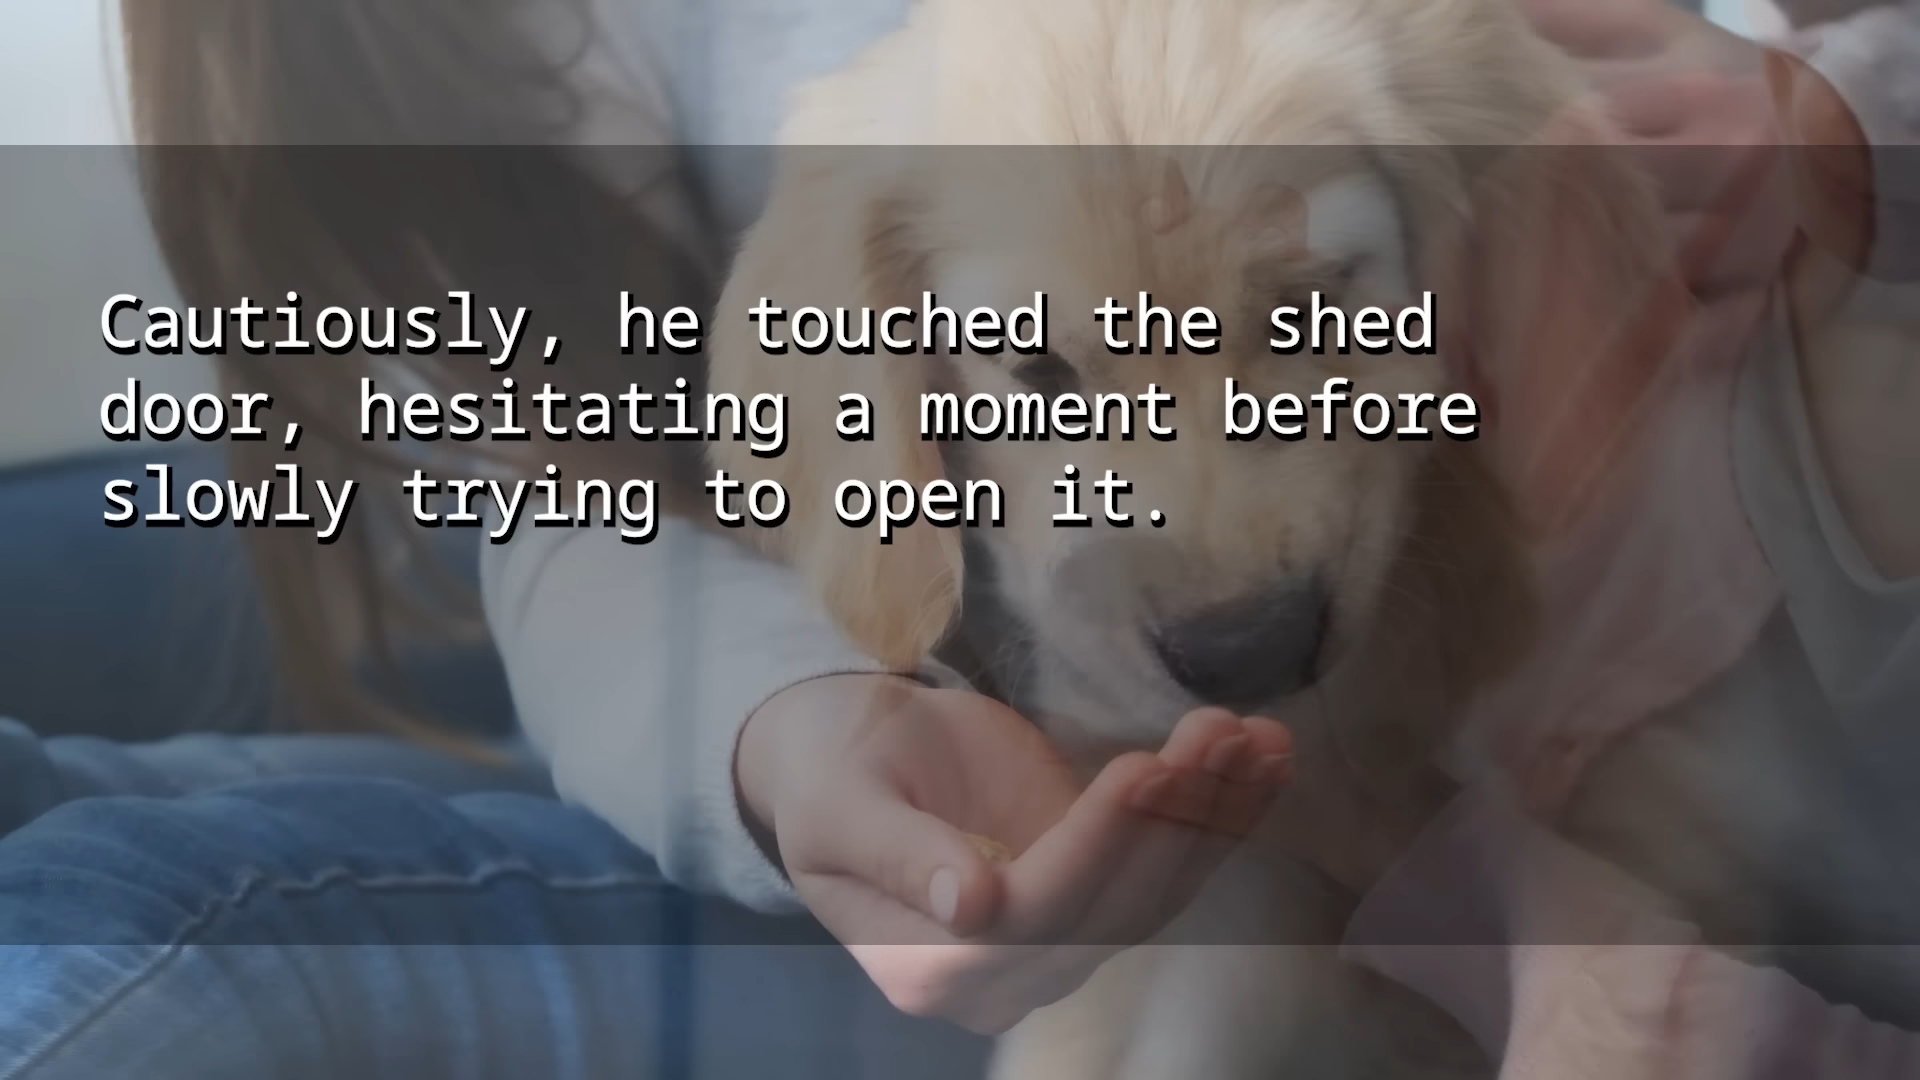 Cautiously, he touched the shed
door, hesitating a moment before
slowly trying to open it.